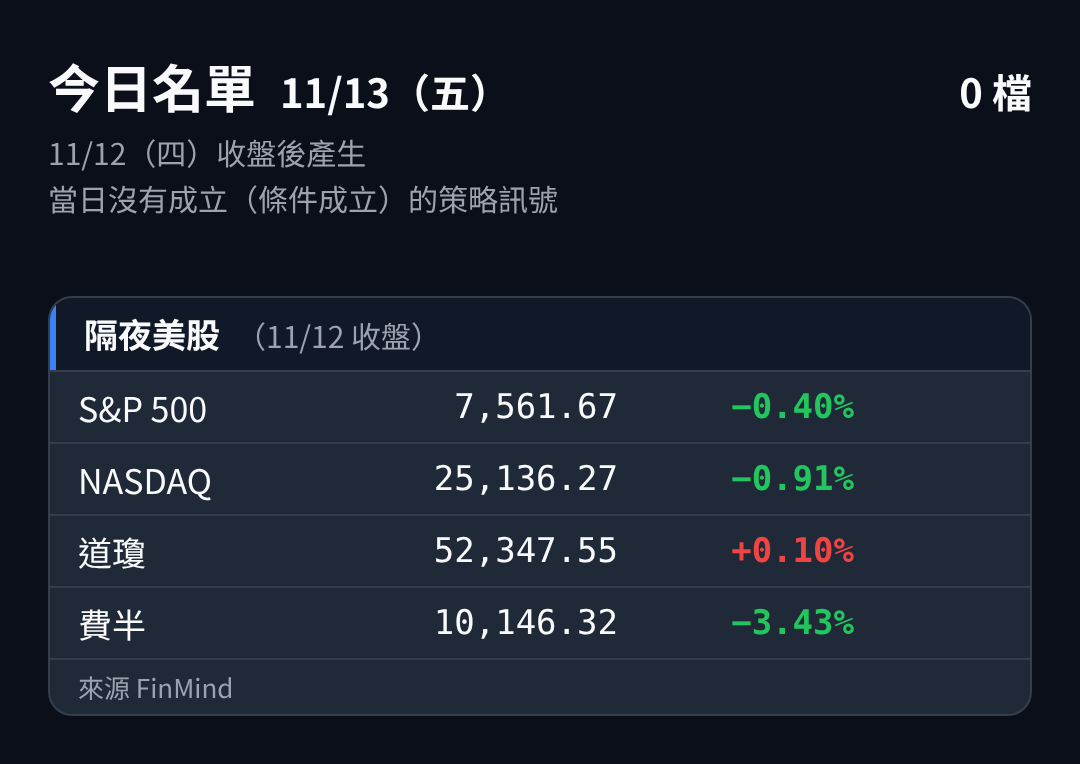 今日名單 11/13（五） 0 檔
11/12（四）收盤後產生
當日沒有成立（條件成立）的策略訊號
隔夜美股 （11/12 收盤）
S&P 500 7,561.67 −0.40%
NASDAQ 25,136.27 −0.91%
道瓊 52,347.55 +0.10%
費半 10,146.32 −3.43%
來源 FinMind